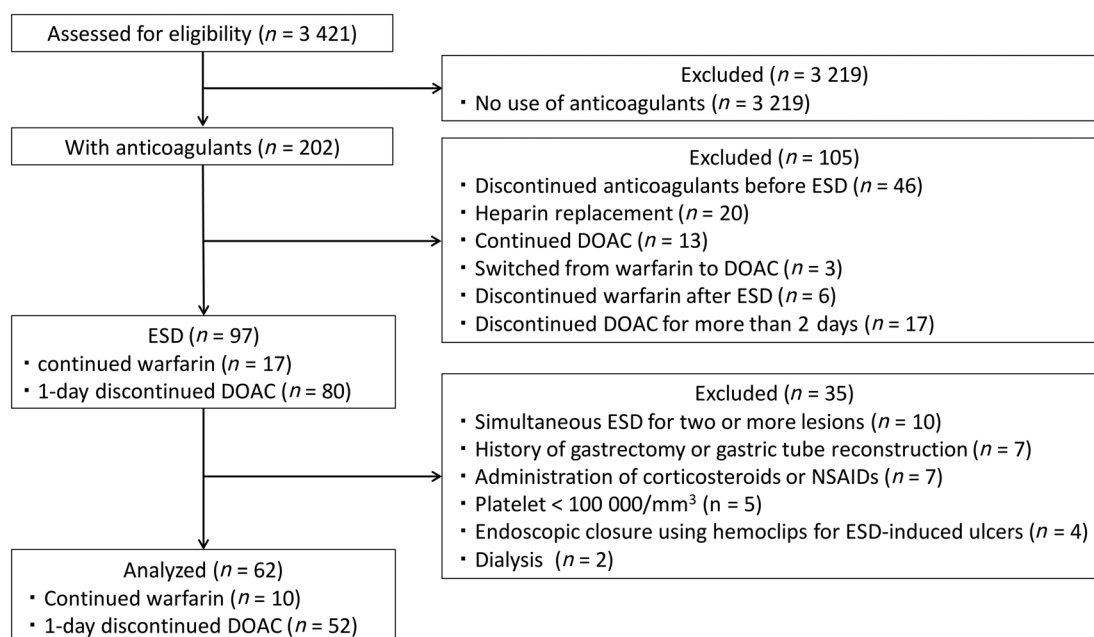 Assessed for eligibility (n = 3 421)
Excluded (n = 3 219)
・No use of anticoagulants (n = 3 219)
With anticoagulants (n = 202)
Excluded (n = 105)
・Discontinued anticoagulants before ESD (n = 46)
・Heparin replacement (n = 20)
・Continued DOAC (n = 13)
・Switched from warfarin to DOAC (n = 3)
・Discontinued warfarin after ESD (n = 6)
・Discontinued DOAC for more than 2 days (n = 17)
ESD (n = 97)
・continued warfarin (n = 17)
・1-day discontinued DOAC (n = 80)
Excluded (n = 35)
・Simultaneous ESD for two or more lesions (n = 10)
・History of gastrectomy or gastric tube reconstruction (n = 7)
・Administration of corticosteroids or NSAIDs (n = 7)
・Platelet < 100 000/mm³ (n = 5)
・Endoscopic closure using hemoclips for ESD-induced ulcers (n = 4)
・Dialysis (n = 2)
Analyzed (n = 62)
・Continued warfarin (n = 10)
・1-day discontinued DOAC (n = 52)